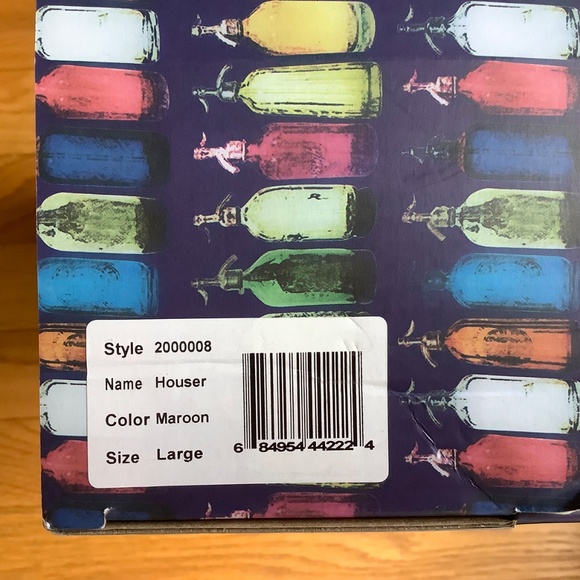 Style 2000008
Name Houser
Color Maroon
Size Large
6 84954 44222 4